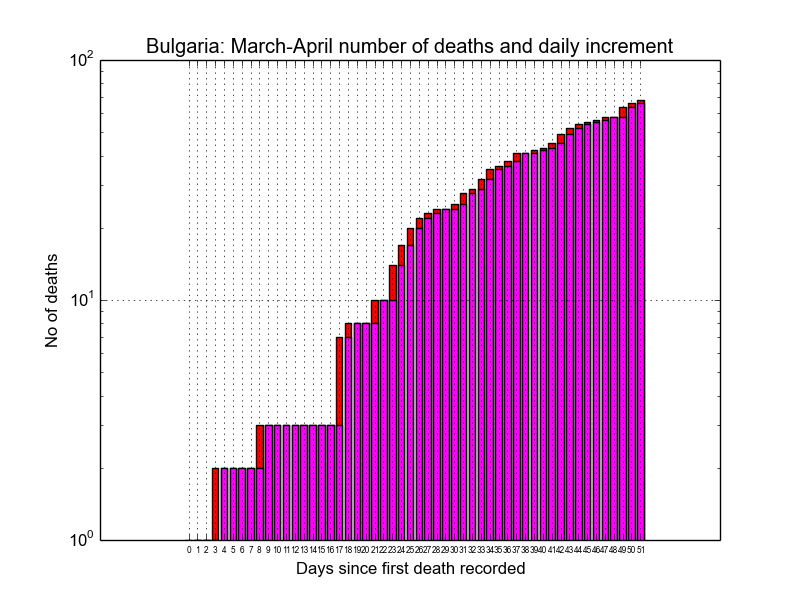 Bulgaria: March-April number of deaths and daily increment
10²
10¹
10⁰
No of deaths
0 1 2 3 4 5 6 7 8 9 10 11 12 13 14 15 16 17 18 19 20 21 22 23 24 25 26 27 28 29 30 31 32 33 34 35 36 37 38 39 40 41 42 43 44 45 46 47 48 49 50 51
Days since first death recorded